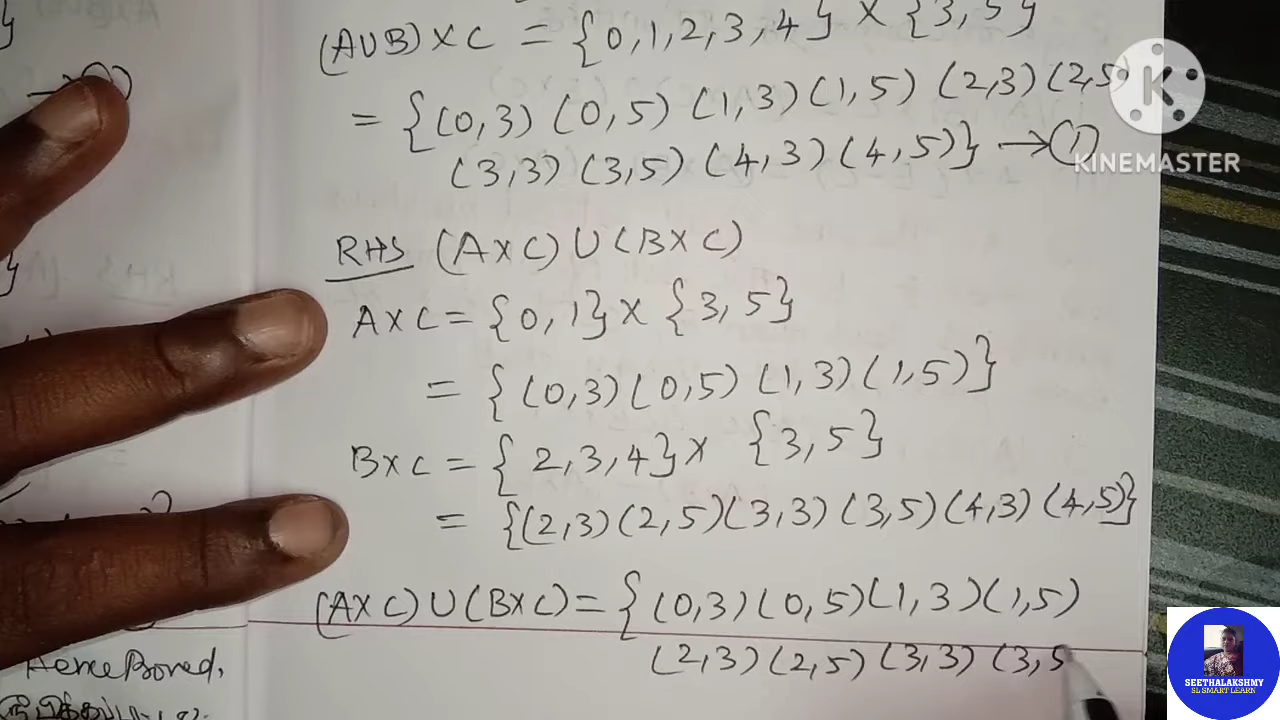 (A∪B)×C = {0,1,2,3,4} × {3,5}
= {(0,3) (0,5) (1,3) (1,5) (2,3) (2,5)
(3,3) (3,5) (4,3) (4,5)} → (1)
KINEMASTER
RHS (A×C) ∪ (B×C)
A×C = {0,1} × {3,5}
= {(0,3) (0,5) (1,3) (1,5)}
B×C = {2,3,4} × {3,5}
= {(2,3) (2,5) (3,3) (3,5) (4,3) (4,5)}
(A×C) ∪ (B×C) = {(0,3) (0,5) (1,3) (1,5)
(2,3) (2,5) (3,3) (3,5
SEETHALAKSHMY
SL SMART LEARN